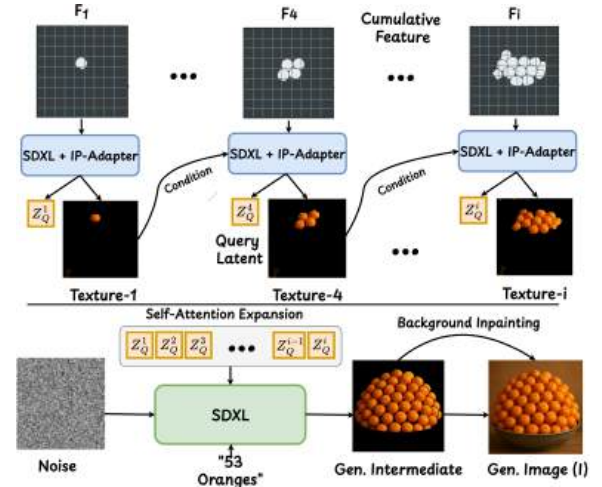 F1
F4
Cumulative
Feature
Fi
SDXL + IP-Adapter
SDXL + IP-Adapter
SDXL + IP-Adapter
Condition
Condition
Z_Q^1
Z_Q^4
Z_Q^i
Query
Latent
Texture-1
Texture-4
Texture-i
Self-Attention Expansion
Z_Q^1 Z_Q^2 Z_Q^3 Z_Q^{i-1} Z_Q^i
Background Inpainting
SDXL
Noise
"53
Oranges"
Gen. Intermediate
Gen. Image (I)